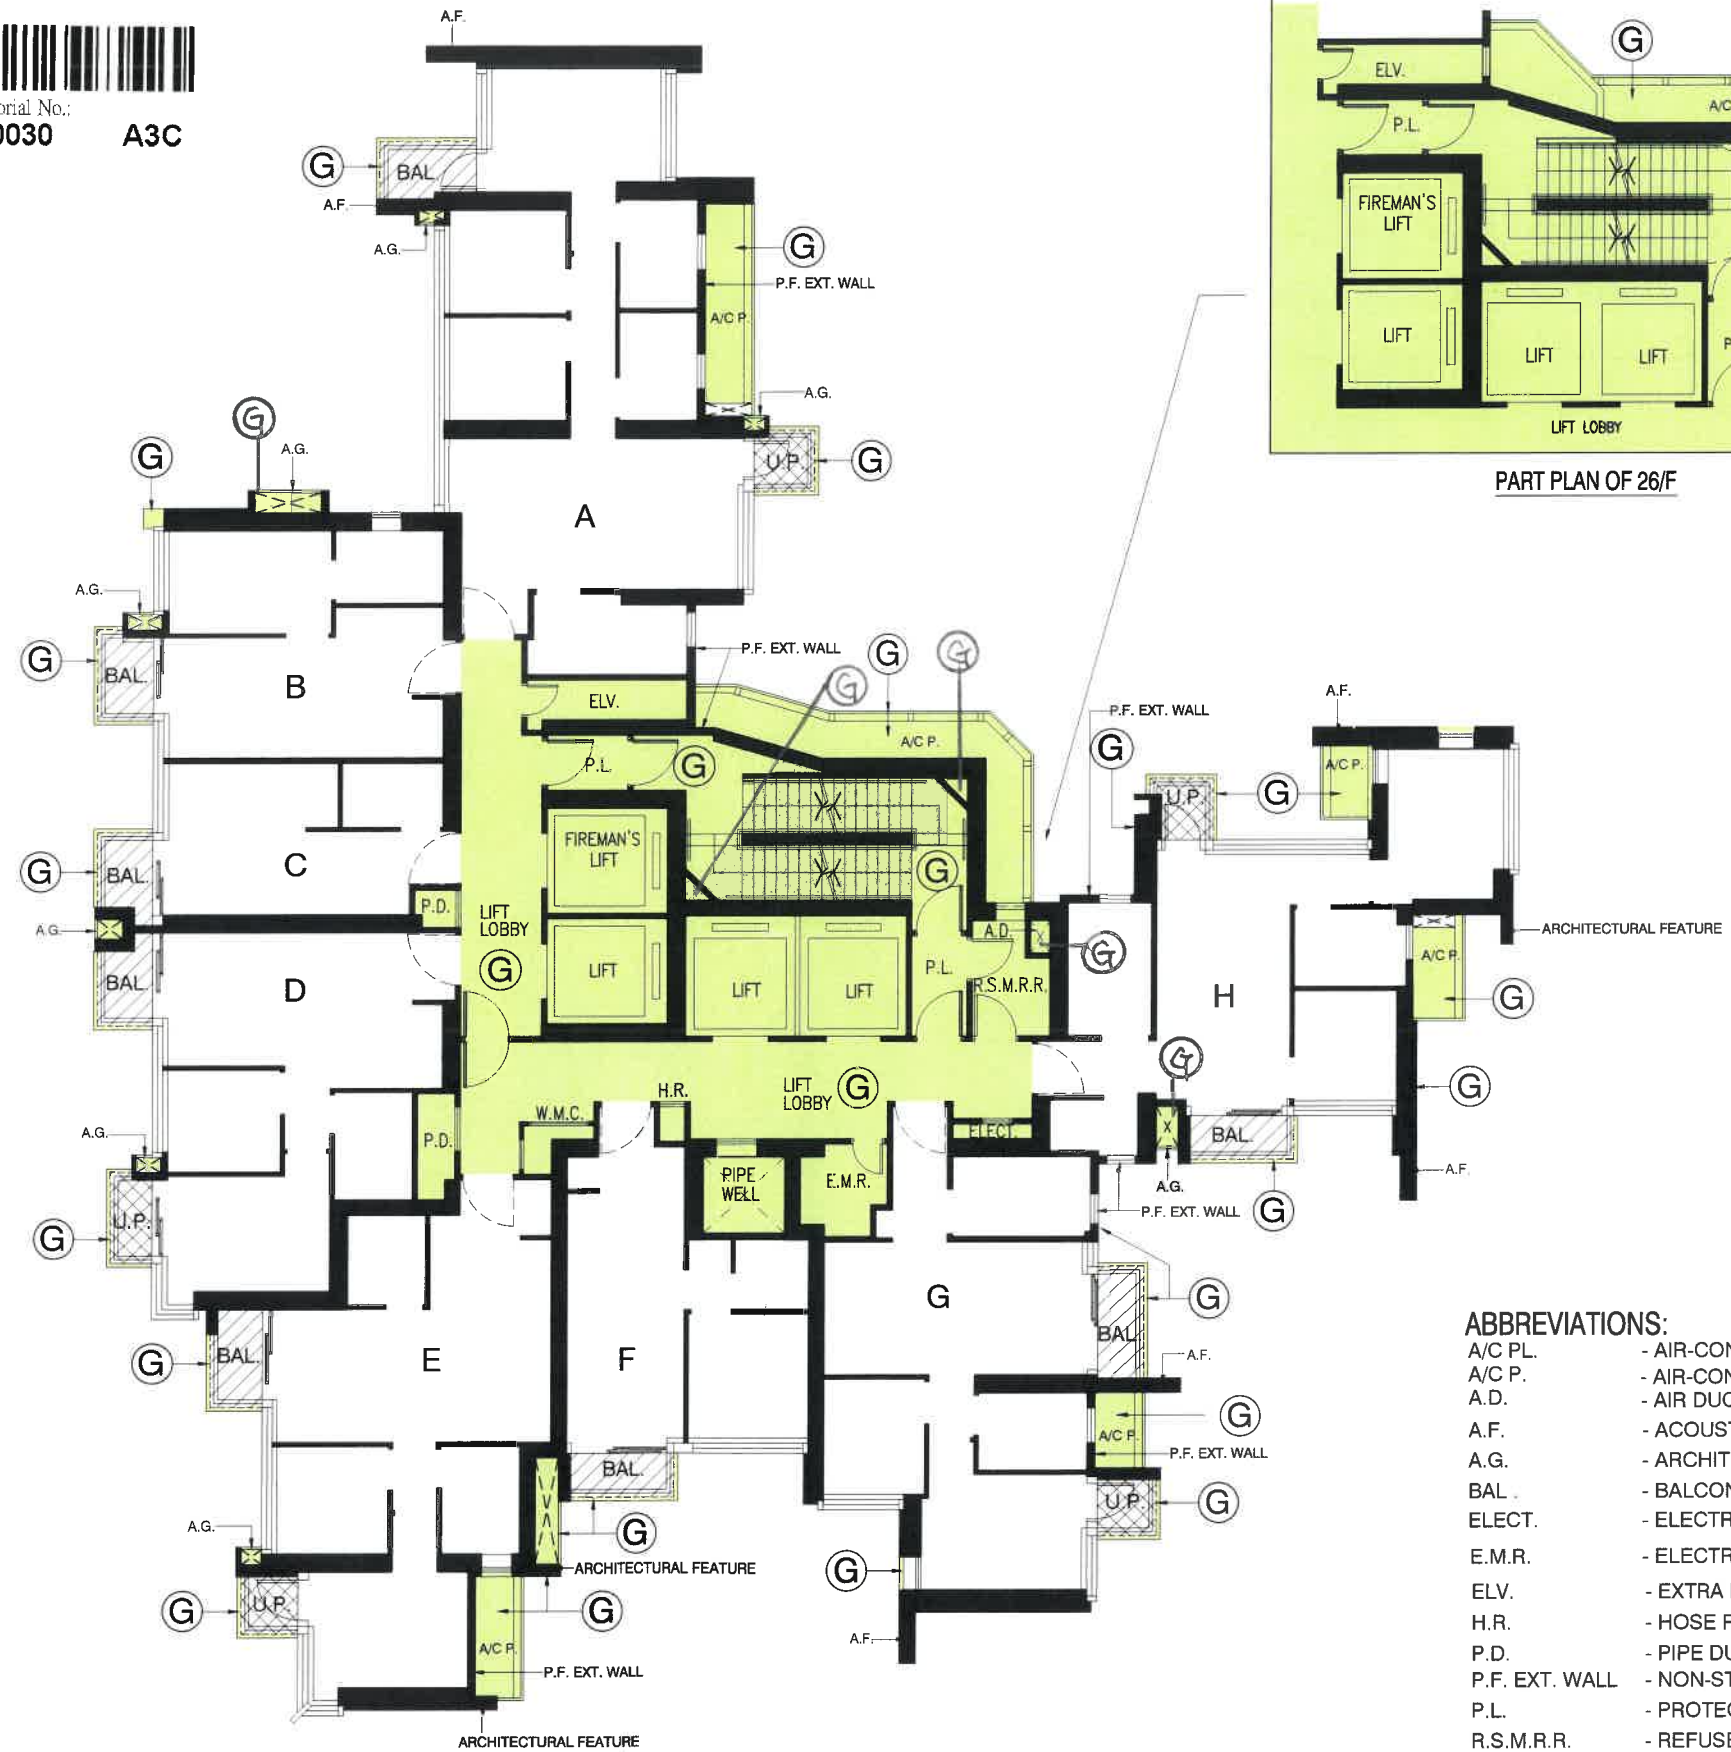 A.F.
orial No.:
0030 A3C
G
BAL.
A.F.
A.G.
G
P.F. EXT. WALL
A/C P.
A.G.
G
U.P.
G
A.G.
G
A
A.G.
G
BAL.
B
P.F. EXT. WALL
ELV.
G
G
G
A/C P.
P.L.
G
FIREMAN'S
LIFT
C
G
BAL.
P.D.
LIFT
LOBBY
G
G
A.G.
BAL.
D
LIFT
LIFT
LIFT
P.L.
A.D.
G
R.S.M.R.R.
P.F. EXT. WALL
G
A.F.
A/C P.
U.P.
G
ARCHITECTURAL FEATURE
A/C P.
G
H
G
G
LIFT
LOBBY
G
H.R.
W.M.C.
ELECT.
P.D.
A.G.
PIPE
WELL
E.M.R.
BAL.
A.F.
A.G.
P.F. EXT. WALL
G
U.P.
G
G
BAL.
G
G
BAL.
E
F
A.F.
G
A/C P.
P.F. EXT. WALL
BAL.
U.P.
G
A.G.
G
ARCHITECTURAL FEATURE
G
U.P.
G
G
A/C P.
A.F.
P.F. EXT. WALL
ARCHITECTURAL FEATURE
G
ELV.
A/C
P.L.
FIREMAN'S
LIFT
LIFT
LIFT
LIFT
P
LIFT LOBBY
PART PLAN OF 26/F
ABBREVIATIONS:
A/C PL. - AIR-CON
A/C P. - AIR-CON
A.D. - AIR DUC
A.F. - ACOUST
A.G. - ARCHIT
BAL . - BALCON
ELECT. - ELECTR
E.M.R. - ELECTR
ELV. - EXTRA
H.R. - HOSE R
P.D. - PIPE DU
P.F. EXT. WALL - NON-ST
P.L. - PROTEC
R.S.M.R.R. - REFUSE